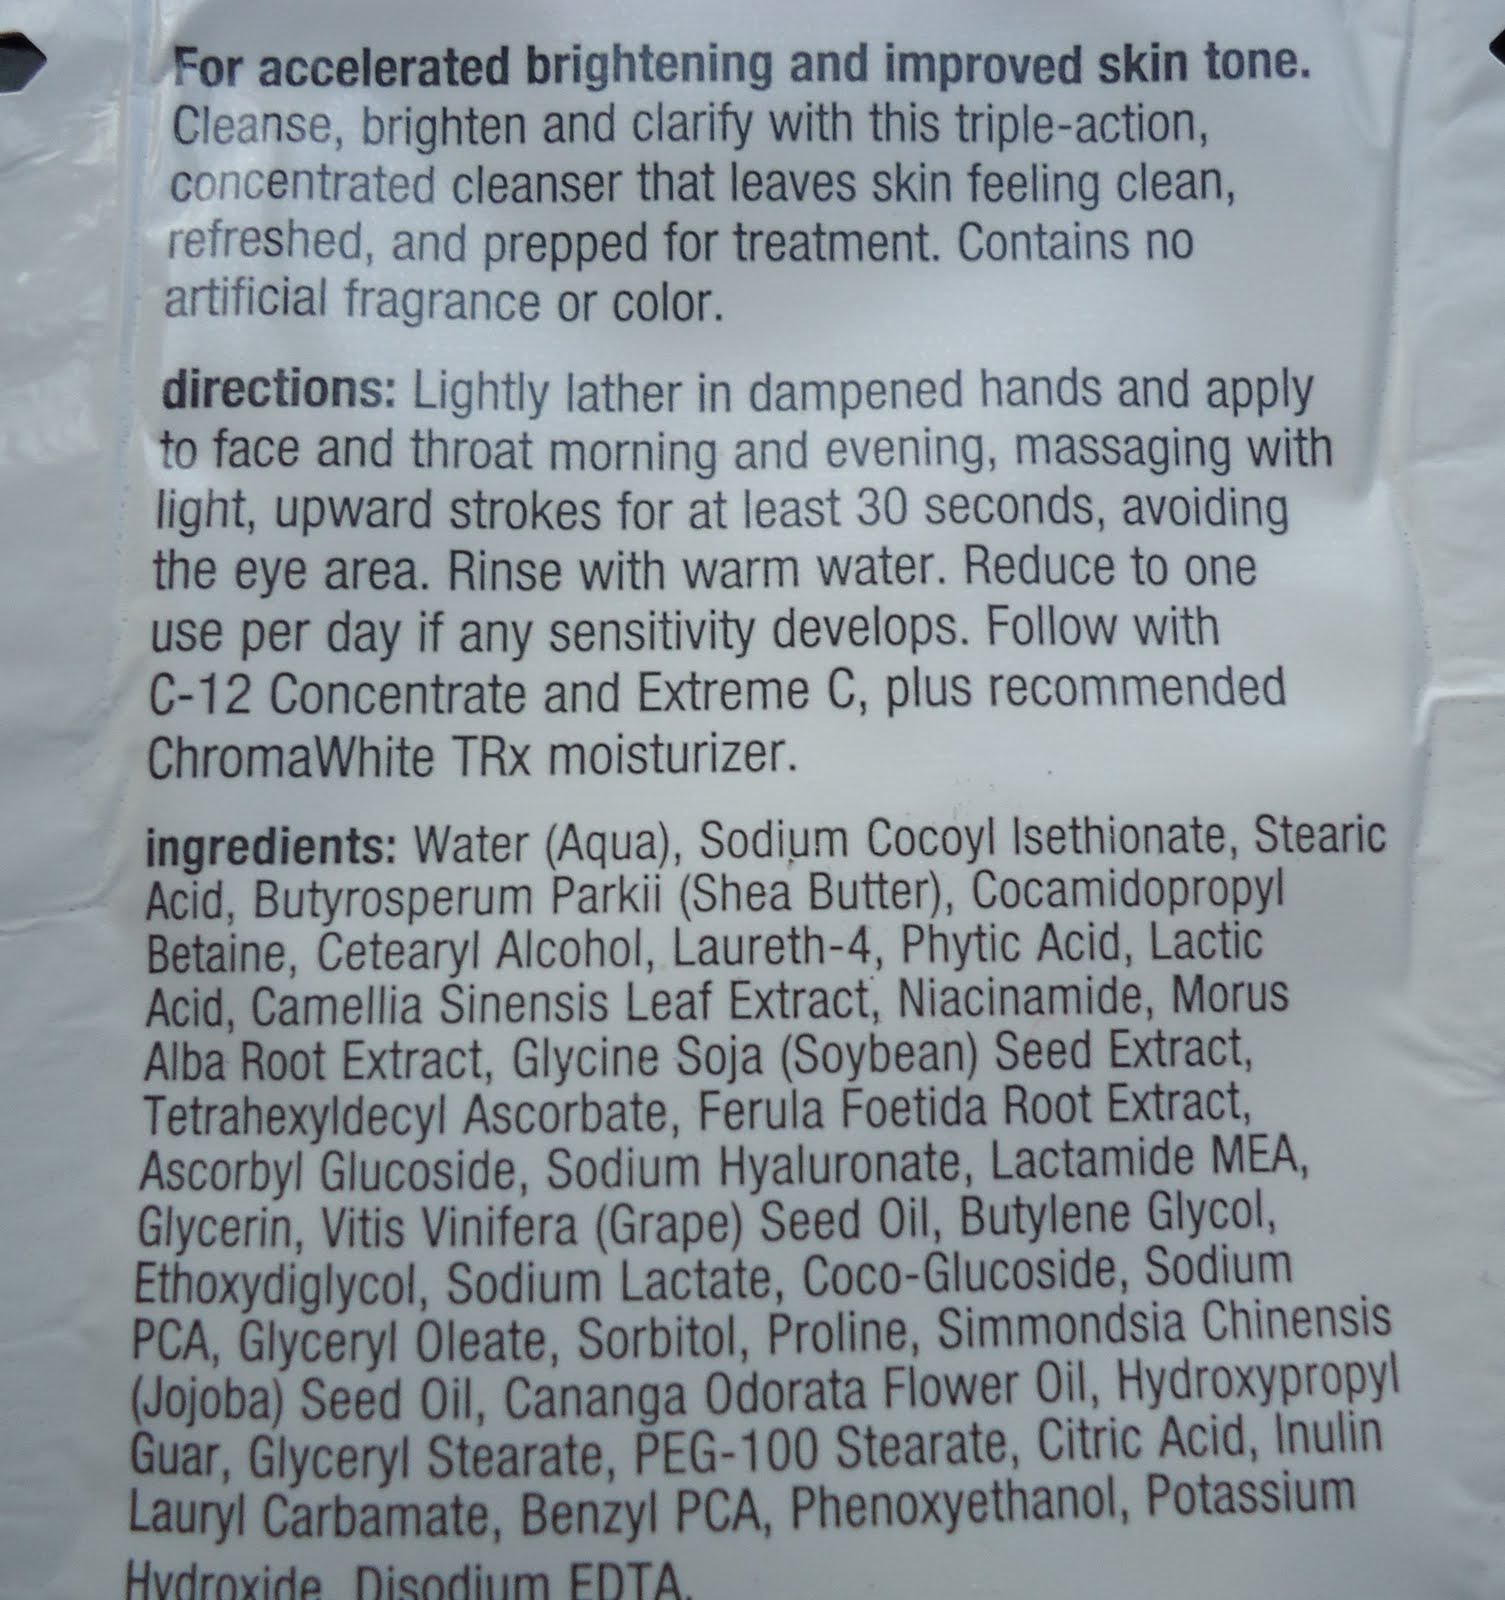 For accelerated brightening and improved skin tone.
Cleanse, brighten and clarify with this triple-action,
concentrated cleanser that leaves skin feeling clean,
refreshed, and prepped for treatment. Contains no
artificial fragrance or color.
directions: Lightly lather in dampened hands and apply
to face and throat morning and evening, massaging with
light, upward strokes for at least 30 seconds, avoiding
the eye area. Rinse with warm water. Reduce to one
use per day if any sensitivity develops. Follow with
C-12 Concentrate and Extreme C, plus recommended
ChromaWhite TRx moisturizer.
ingredients: Water (Aqua), Sodium Cocoyl Isethionate, Stearic
Acid, Butyrosperum Parkii (Shea Butter), Cocamidopropyl
Betaine, Cetearyl Alcohol, Laureth-4, Phytic Acid, Lactic
Acid, Camellia Sinensis Leaf Extract, Niacinamide, Morus
Alba Root Extract, Glycine Soja (Soybean) Seed Extract,
Tetrahexyldecyl Ascorbate, Ferula Foetida Root Extract,
Ascorbyl Glucoside, Sodium Hyaluronate, Lactamide MEA,
Glycerin, Vitis Vinifera (Grape) Seed Oil, Butylene Glycol,
Ethoxydiglycol, Sodium Lactate, Coco-Glucoside, Sodium
PCA, Glyceryl Oleate, Sorbitol, Proline, Simmondsia Chinensis
(Jojoba) Seed Oil, Cananga Odorata Flower Oil, Hydroxypropyl
Guar, Glyceryl Stearate, PEG-100 Stearate, Citric Acid, Inulin
Lauryl Carbamate, Benzyl PCA, Phenoxyethanol, Potassium
Hydroxide, Disodium EDTA.